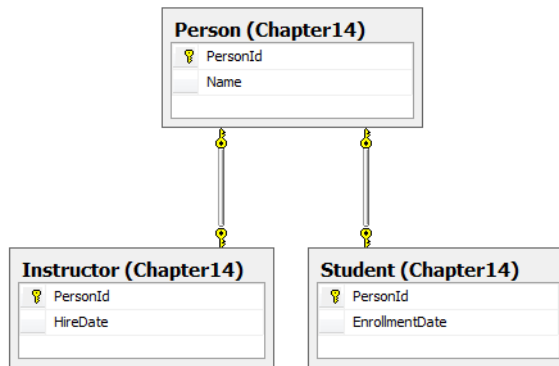 Person (Chapter14)
PersonId
Name
Instructor (Chapter14)
PersonId
HireDate
Student (Chapter14)
PersonId
EnrollmentDate